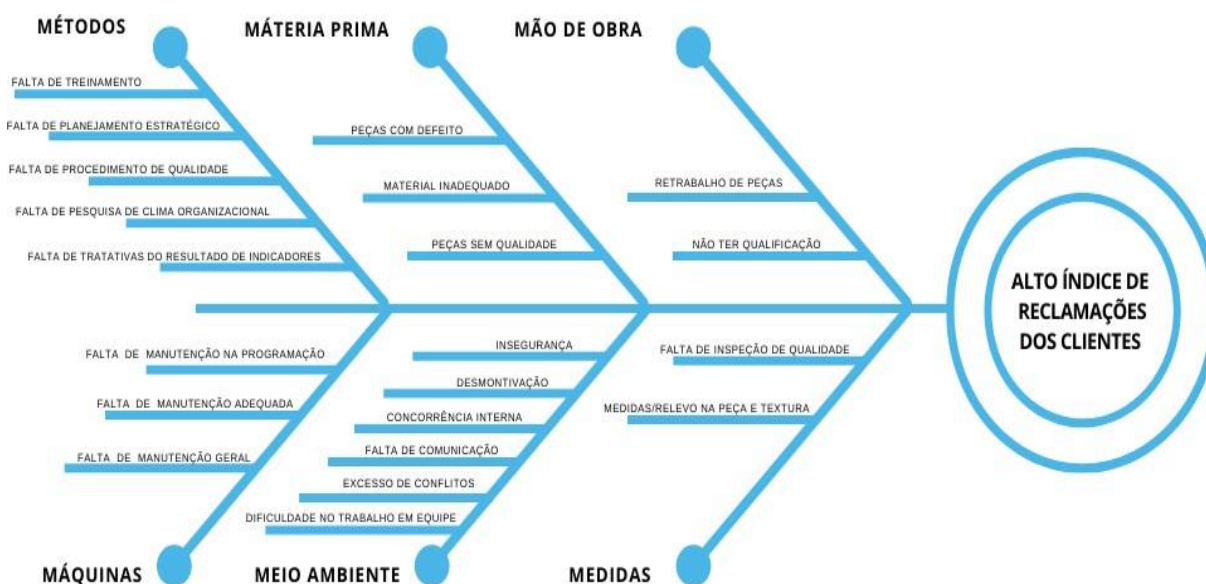 MÉTODOS
MÁTERIA PRIMA
MÃO DE OBRA
FALTA DE TREINAMENTO
FALTA DE PLANEJAMENTO ESTRATÉGICO
FALTA DE PROCEDIMENTO DE QUALIDADE
FALTA DE PESQUISA DE CLIMA ORGANIZACIONAL
FALTA DE TRATATIVAS DO RESULTADO DE INDICADORES
PEÇAS COM DEFEITO
MATERIAL INADEQUADO
PEÇAS SEM QUALIDADE
RETRABALHO DE PEÇAS
NÃO TER QUALIFICAÇÃO
ALTO ÍNDICE DE
RECLAMAÇÕES
DOS CLIENTES
FALTA DE MANUTENÇÃO NA PROGRAMAÇÃO
FALTA DE MANUTENÇÃO ADEQUADA
FALTA DE MANUTENÇÃO GERAL
INSEGURANÇA
DESMONTIVAÇÃO
CONCORRÊNCIA INTERNA
FALTA DE COMUNICAÇÃO
EXCESSO DE CONFLITOS
DIFICULDADE NO TRABALHO EM EQUIPE
FALTA DE INSPEÇÃO DE QUALIDADE
MEDIDAS/RELEVO NA PEÇA E TEXTURA
MÁQUINAS
MEIO AMBIENTE
MEDIDAS